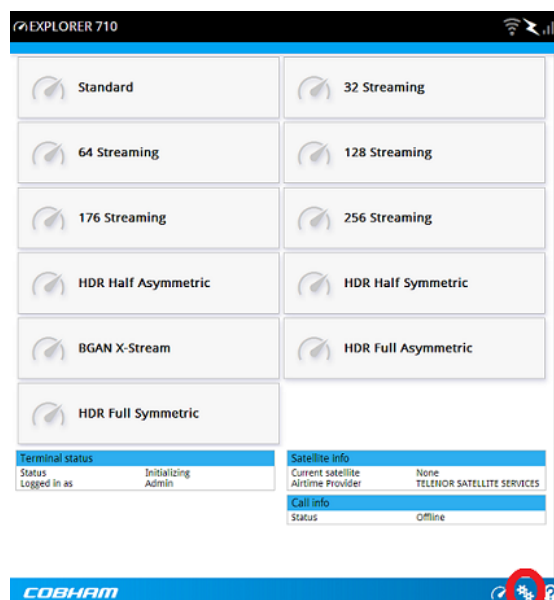 EXPLORER 710
Standard
32 Streaming
64 Streaming
128 Streaming
176 Streaming
256 Streaming
HDR Half Asymmetric
HDR Half Symmetric
BGAN X-Stream
HDR Full Asymmetric
HDR Full Symmetric
Terminal status
Status Initializing
Logged in as Admin
Satellite info
Current satellite None
Airtime Provider TELENOR SATELLITE SERVICES
Call info
Status Offline
COBHAM